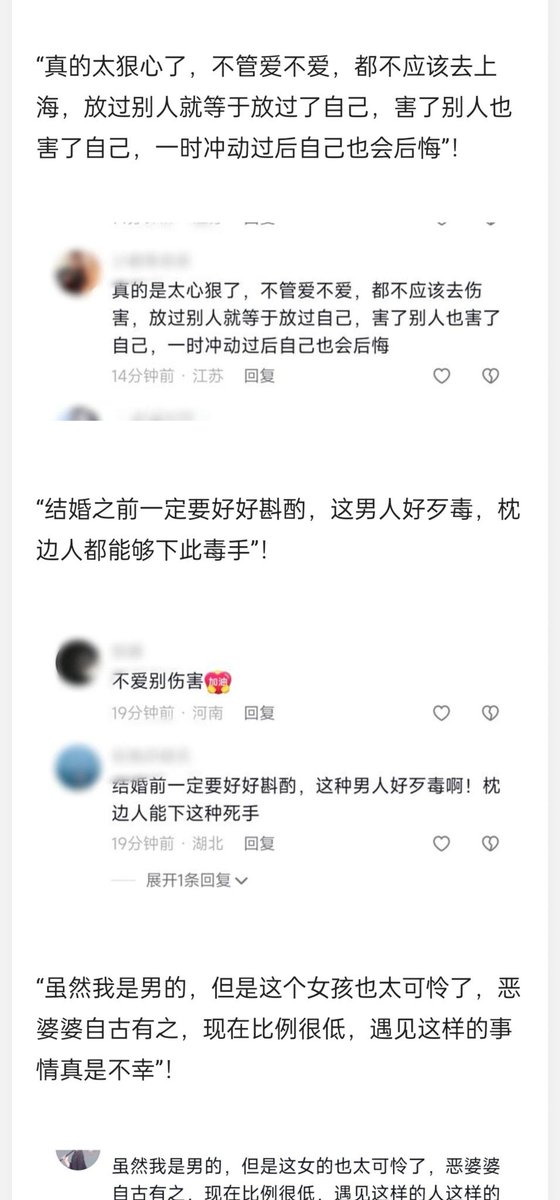 “真的太狠心了，不管爱不爱，都不应该去上
海，放过别人就等于放过了自己，害了别人也
害了自己，一时冲动过后自己也会后悔”！
真的是太心狠了，不管爱不爱，都不应该去伤
害，放过别人就等于放过自己，害了别人也害了
自己，一时冲动过后自己也会后悔
14分钟前 · 江苏 回复
“结婚之前一定要好好斟酌，这男人好歹毒，枕
边人都能够下此毒手”！
不爱别伤害加油
19分钟前 · 河南 回复
结婚前一定要好好斟酌，这种男人好歹毒啊！枕
边人能下这种死手
19分钟前 · 湖北 回复
展开1条回复
“虽然我是男的，但是这个女孩也太可怜了，恶
婆婆自古有之，现在比例很低，遇见这样的事
情真是不幸”！
虽然我是男的，但是这女的也太可怜了，恶婆婆
自古有之，现在比例很低，遇见这样的人这样的